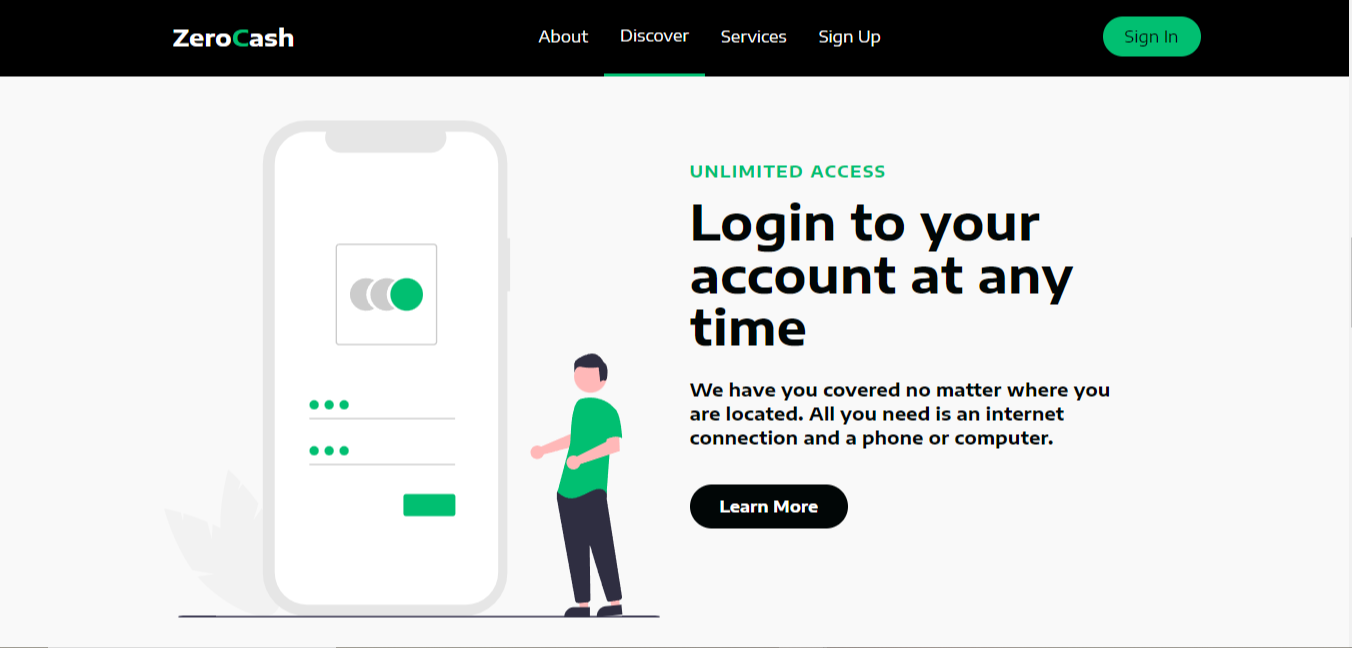 ZeroCash
About
Discover
Services
Sign Up
Sign In
UNLIMITED ACCESS
Login to your
account at any
time
We have you covered no matter where you
are located. All you need is an internet
connection and a phone or computer.
Learn More